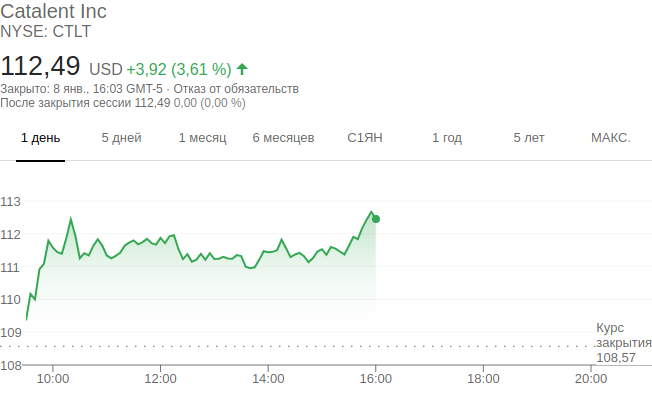 Catalent Inc
NYSE: CTLT
112,49 USD +3,92 (3,61 %)
Закрыто: 8 янв., 16:03 GMT-5 · Отказ от обязательств
После закрытия сессии 112,49 0,00 (0,00 %)
1 день 5 дней 1 месяц 6 месяцев С1ЯН 1 год 5 лет МАКС.
113
112
111
110
109
Курс
закрытия
108,57
108
10:00 12:00 14:00 16:00 18:00 20:00